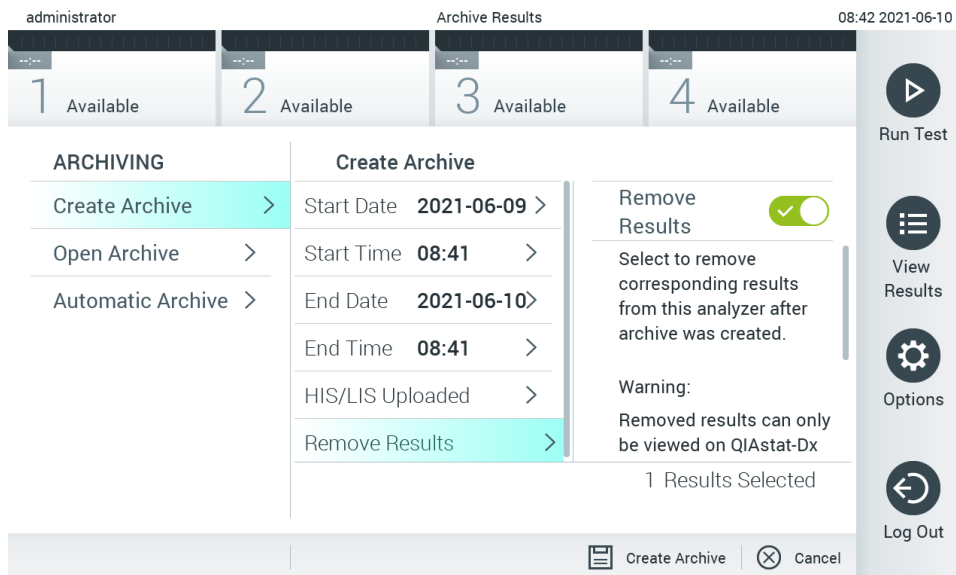 administrator Archive Results 08:42 2021-06-10
--:-- --:-- --:-- --:--
1 Available 2 Available 3 Available 4 Available
Run Test
ARCHIVING
Create Archive
Open Archive
Automatic Archive
Create Archive
Start Date 2021-06-09
Start Time 08:41
End Date 2021-06-10
End Time 08:41
HIS/LIS Uploaded
Remove Results
Remove
Results
Select to remove
corresponding results
from this analyzer after
archive was created.
Warning:
Removed results can only
be viewed on QIAstat-Dx
1 Results Selected
View
Results
Options
Log Out
Create Archive Cancel